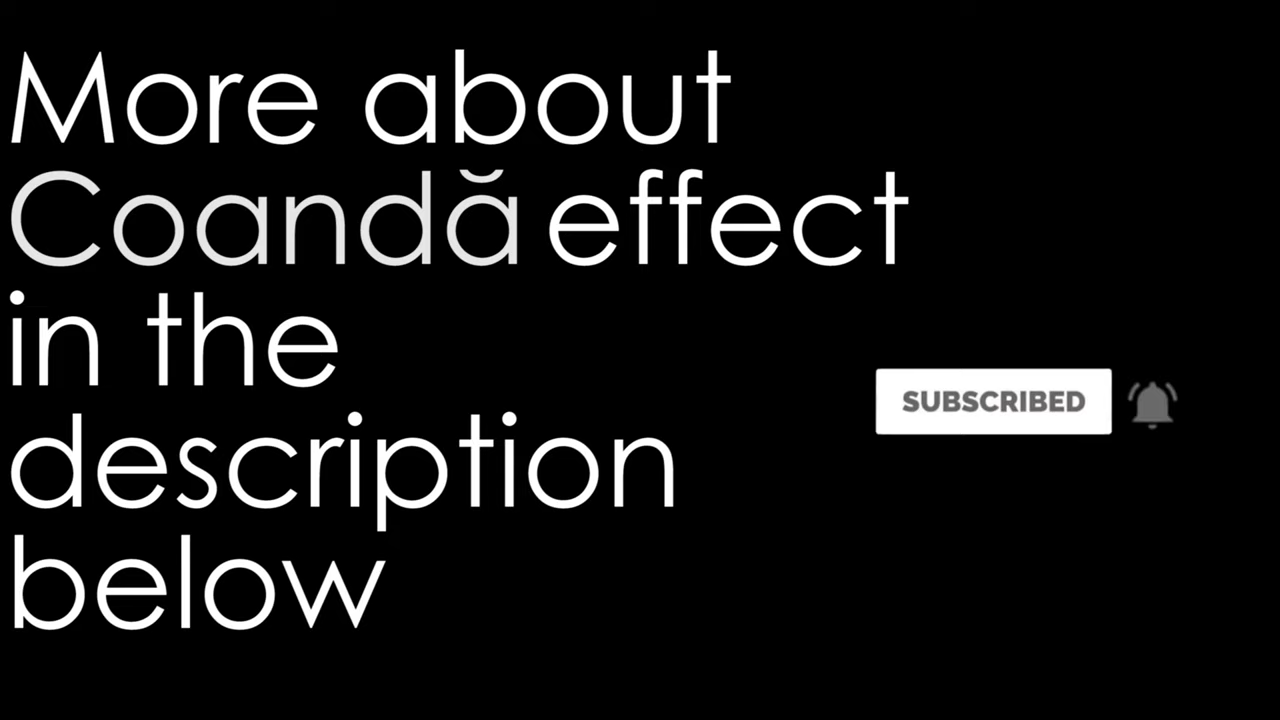 More about
Coandă effect
in the
description
below
SUBSCRIBED